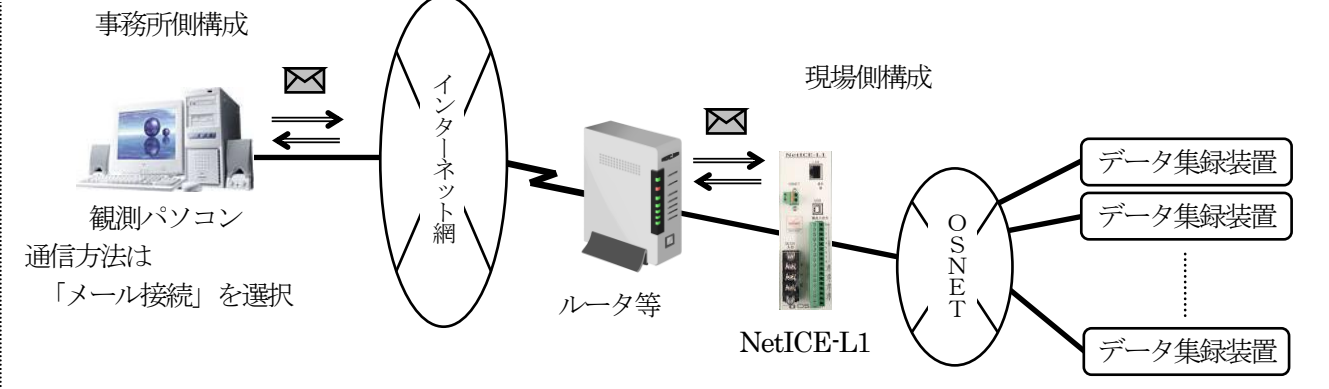 事務所側構成
インターネット網
現場側構成
NetICE-L1
データ集録装置
データ集録装置
OSNET
観測パソコン
通信方法は
「メール接続」を選択
ルータ等
NetICE-L1
データ集録装置